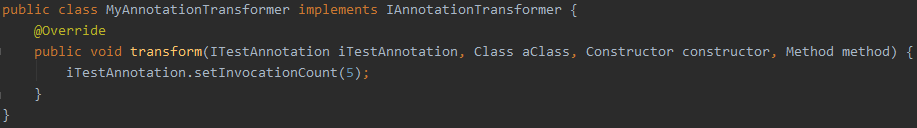 public class MyAnnotationTransformer implements IAnnotationTransformer {
@Override
public void transform(ITestAnnotation iTestAnnotation, Class aClass, Constructor constructor, Method method) {
iTestAnnotation.setInvocationCount(5);
}
}